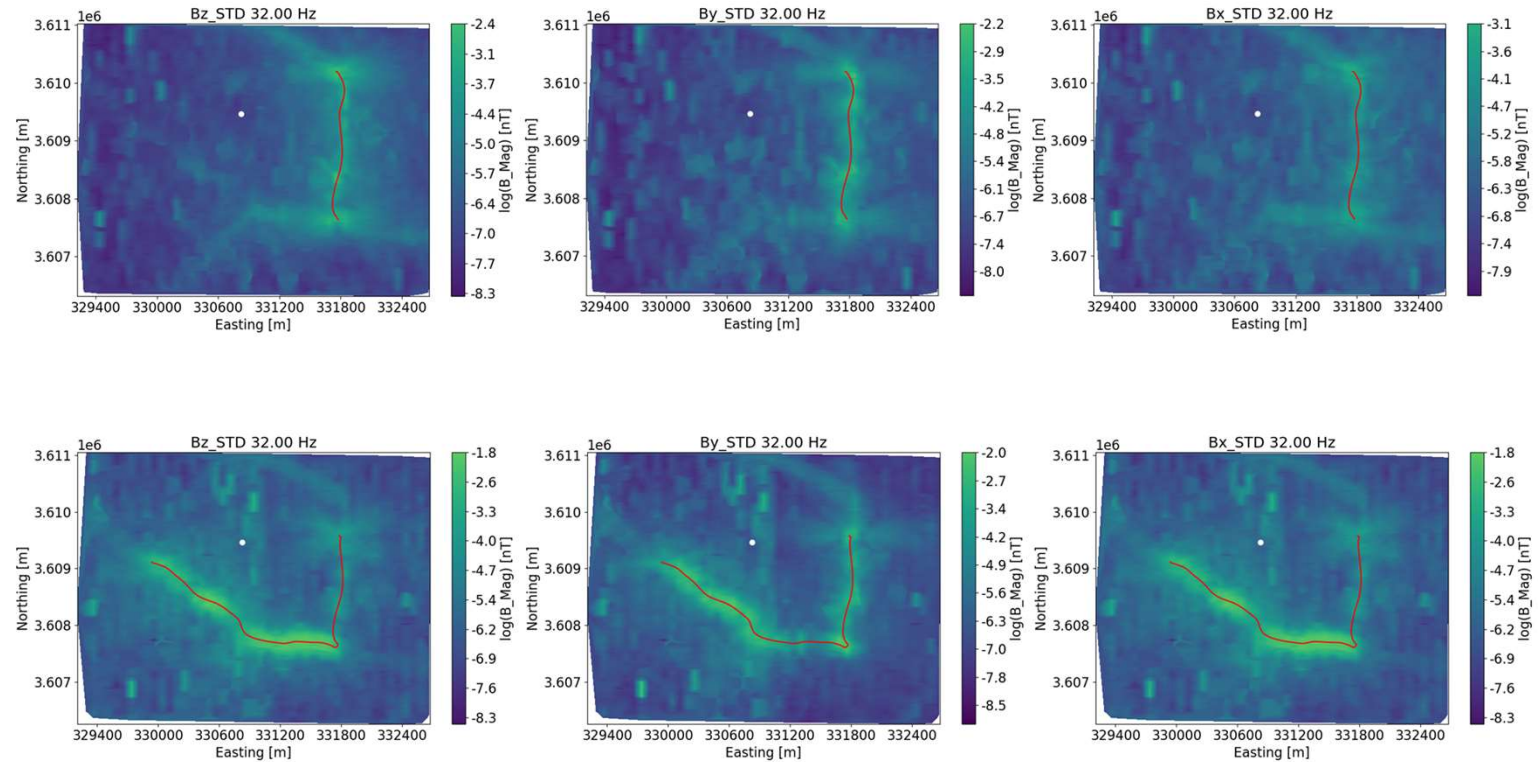 Bz_STD 32.00 Hz
1e6
3.611
3.610
3.609
3.608
3.607
Northing [m]
329400 330000 330600 331200 331800 332400
Easting [m]
-2.4
-3.1
-3.7
-4.4
-5.0
-5.7
-6.4
-7.0
-7.7
-8.3
log(B_Mag) [nT]
By_STD 32.00 Hz
1e6
3.611
3.610
3.609
3.608
3.607
Northing [m]
329400 330000 330600 331200 331800 332400
Easting [m]
-2.2
-2.9
-3.5
-4.2
-4.8
-5.4
-6.1
-6.7
-7.4
-8.0
log(B_Mag) [nT]
Bx_STD 32.00 Hz
1e6
3.611
3.610
3.609
3.608
3.607
Northing [m]
329400 330000 330600 331200 331800 332400
Easting [m]
-3.1
-3.6
-4.1
-4.7
-5.2
-5.8
-6.3
-6.8
-7.4
-7.9
log(B_Mag) [nT]
Bz_STD 32.00 Hz
1e6
3.611
3.610
3.609
3.608
3.607
Northing [m]
329400 330000 330600 331200 331800 332400
Easting [m]
-1.8
-2.6
-3.3
-4.0
-4.7
-5.4
-6.2
-6.9
-7.6
-8.3
log(B_Mag) [nT]
By_STD 32.00 Hz
1e6
3.611
3.610
3.609
3.608
3.607
Northing [m]
329400 330000 330600 331200 331800 332400
Easting [m]
-2.0
-2.7
-3.4
-4.2
-4.9
-5.6
-6.3
-7.0
-7.8
-8.5
log(B_Mag) [nT]
Bx_STD 32.00 Hz
1e6
3.611
3.610
3.609
3.608
3.607
Northing [m]
329400 330000 330600 331200 331800 332400
Easting [m]
-1.8
-2.6
-3.3
-4.0
-4.7
-5.4
-6.2
-6.9
-7.6
-8.3
log(B_Mag) [nT]